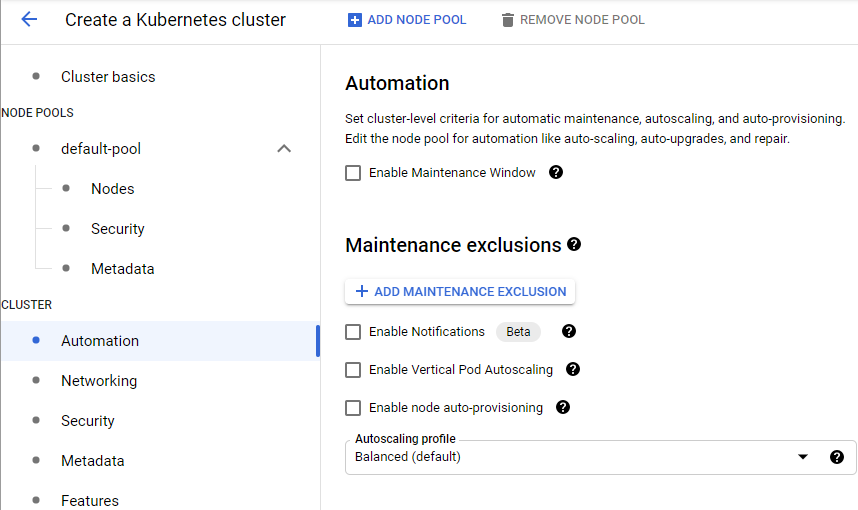 Create a Kubernetes cluster
ADD NODE POOL
REMOVE NODE POOL
Cluster basics
NODE POOLS
default-pool
Nodes
Security
Metadata
CLUSTER
Automation
Networking
Security
Metadata
Features
Automation
Set cluster-level criteria for automatic maintenance, autoscaling, and auto-provisioning.
Edit the node pool for automation like auto-scaling, auto-upgrades, and repair.
Enable Maintenance Window ?
Maintenance exclusions ?
+ ADD MAINTENANCE EXCLUSION
Enable Notifications Beta ?
Enable Vertical Pod Autoscaling ?
Enable node auto-provisioning ?
Autoscaling profile
Balanced (default) ?